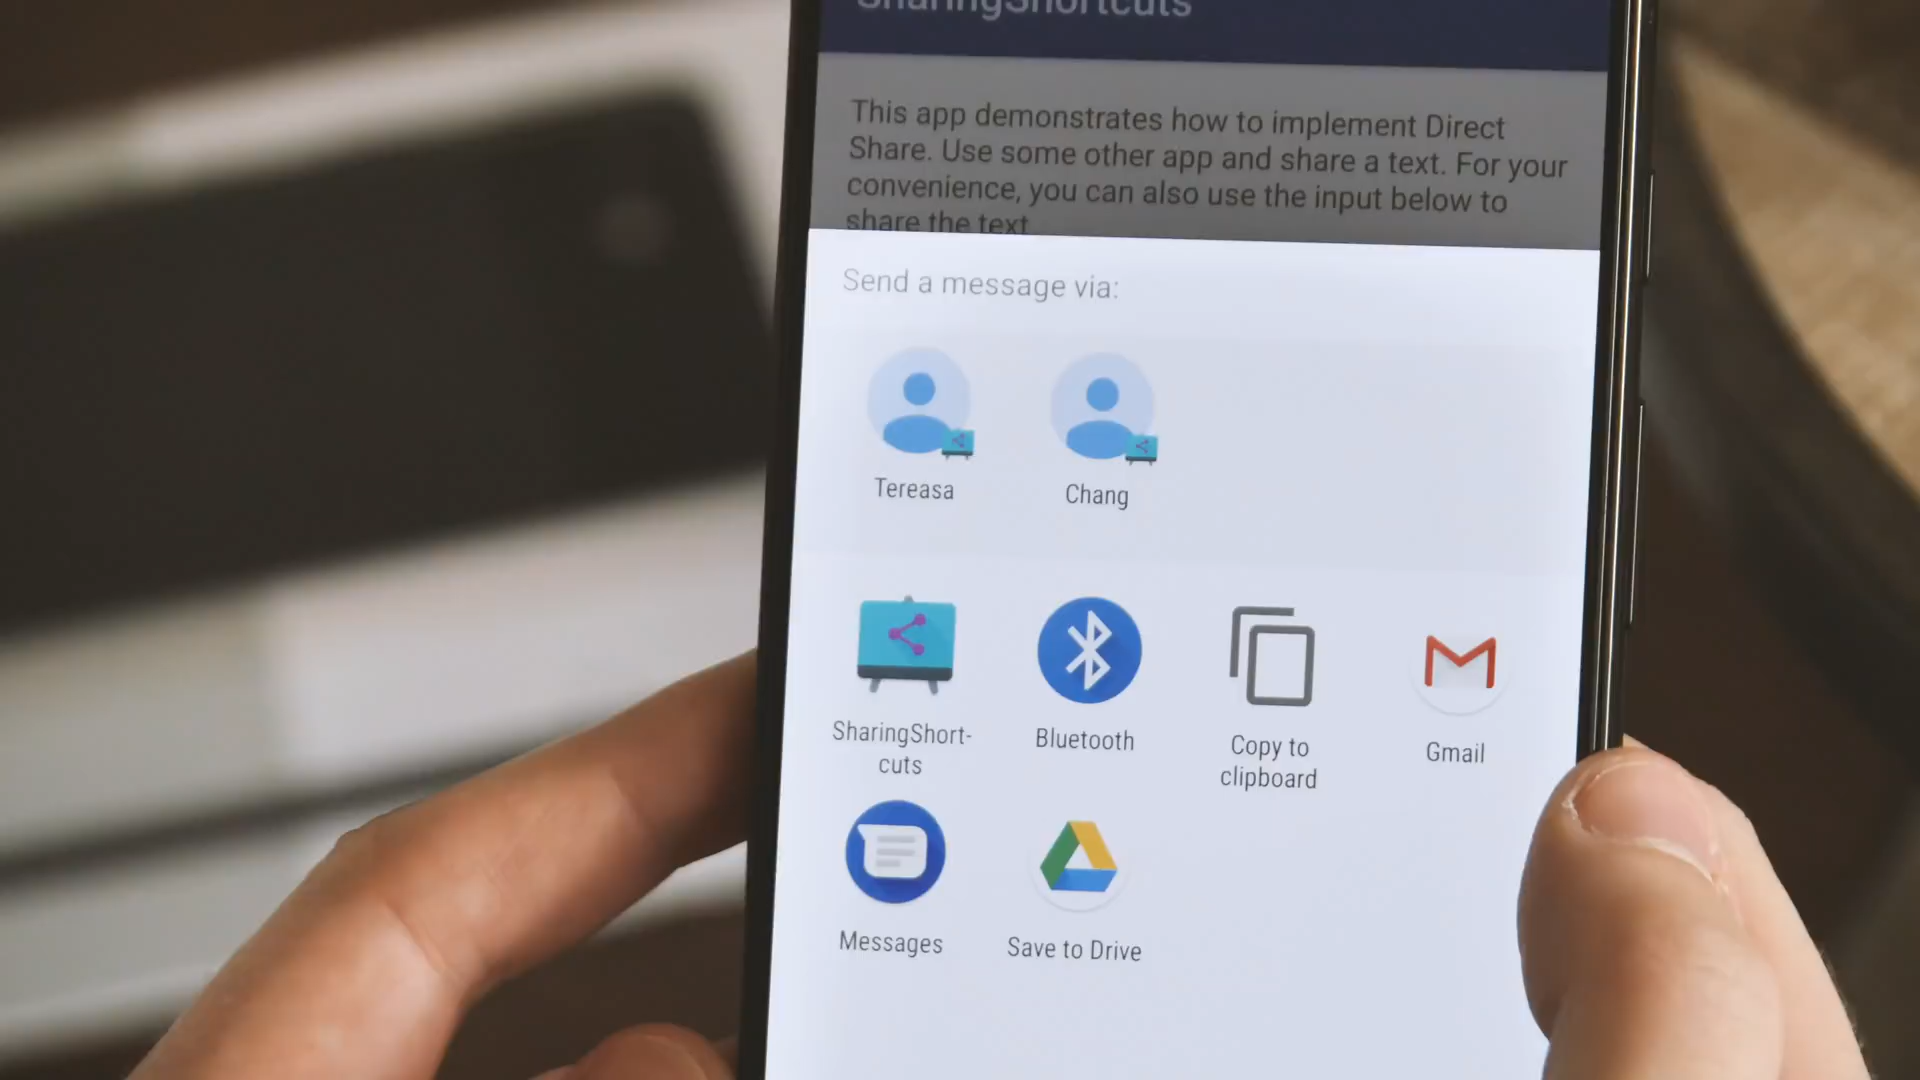 SharingShortcuts
This app demonstrates how to implement Direct
Share. Use some other app and share a text. For your
convenience, you can also use the input below to
share the text
Send a message via:
Tereasa
Chang
SharingShort-
cuts
Bluetooth
Copy to
clipboard
Gmail
Messages
Save to Drive